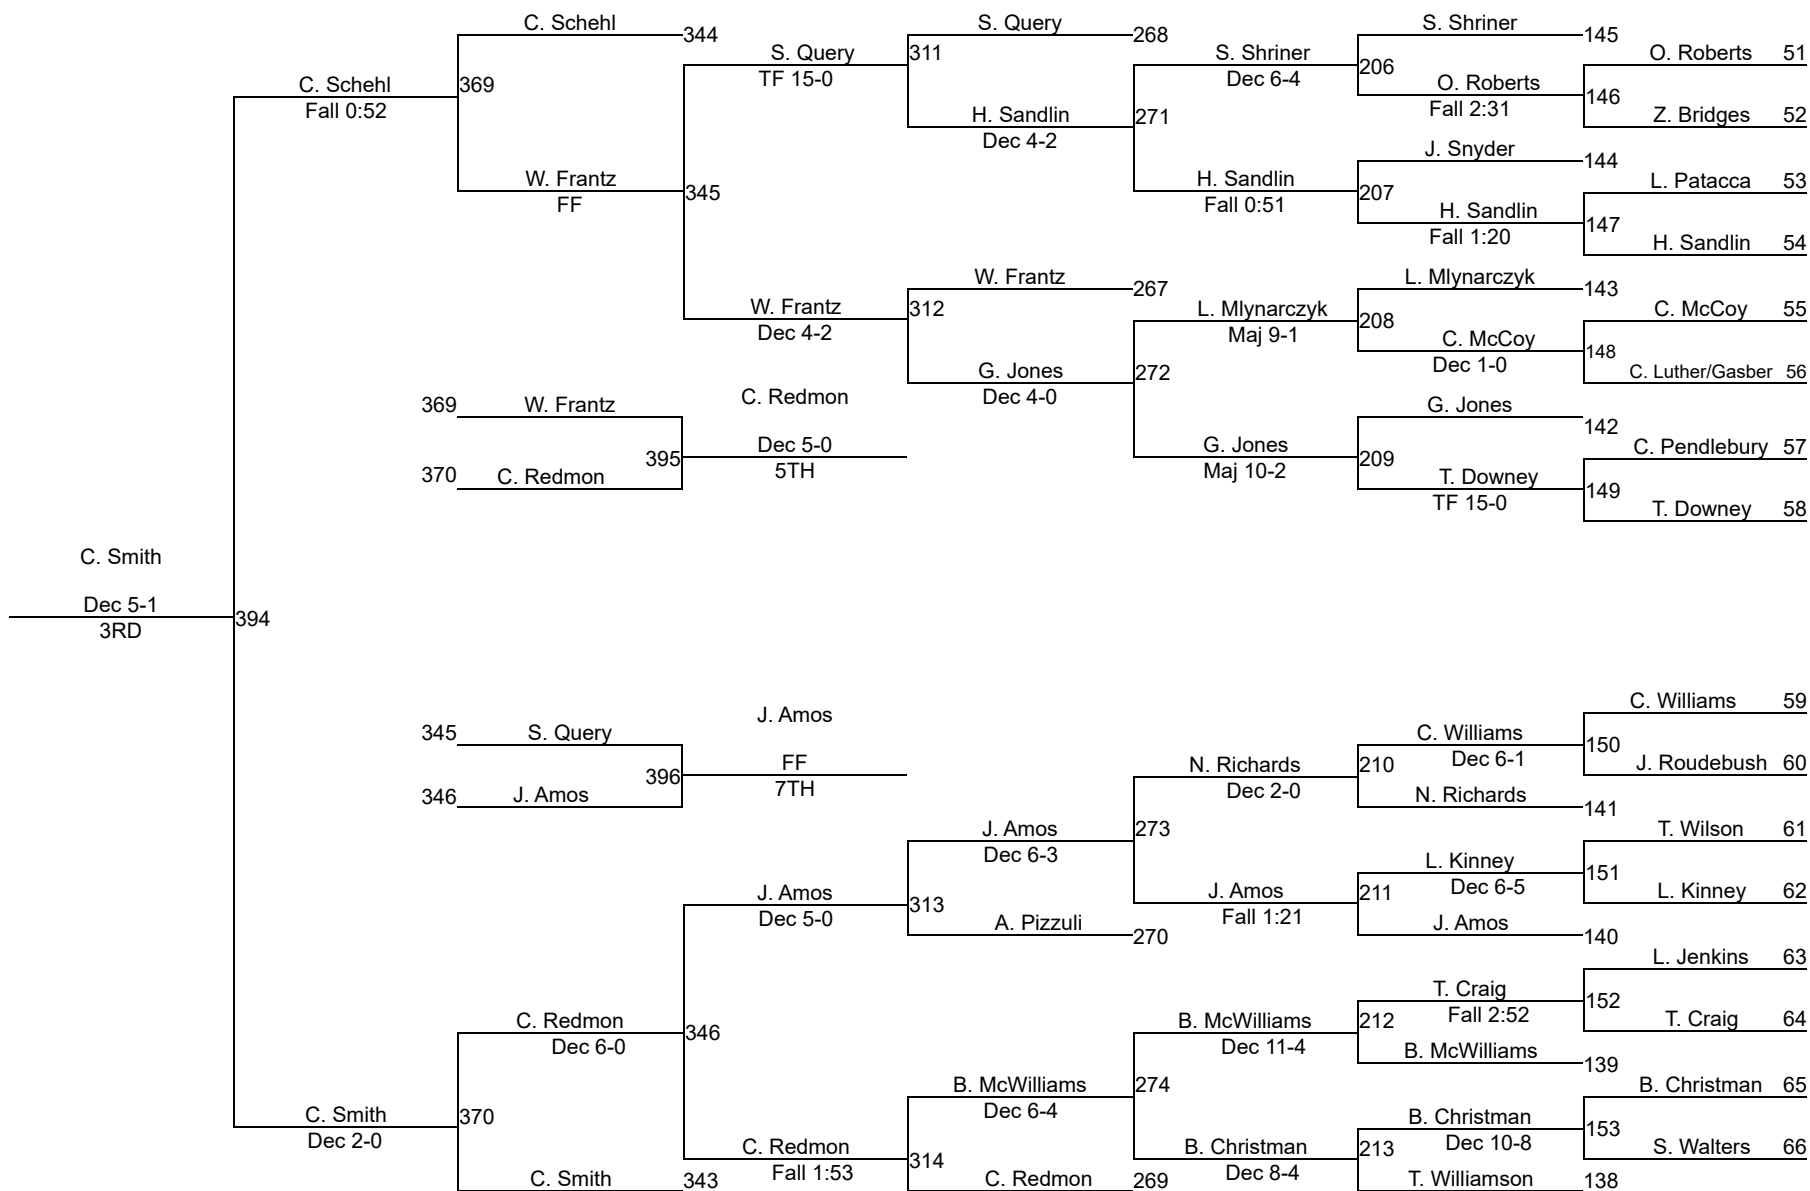 C. Schehl
344
S. Query
268
S. Shriner
145
S. Query
TF 15-0
311
S. Shriner
Dec 6-4
206
O. Roberts 51
C. Schehl
Fall 0:52
369
O. Roberts
Fall 2:31
146
H. Sandlin
Dec 4-2
271
Z. Bridges 52
J. Snyder
144
W. Frantz
FF
345
H. Sandlin
Fall 0:51
207
L. Patacca 53
H. Sandlin
Fall 1:20
147
H. Sandlin 54
W. Frantz
267
L. Mlynarczyk
143
W. Frantz
Dec 4-2
312
L. Mlynarczyk
Maj 9-1
208
C. McCoy 55
C. McCoy
Dec 1-0
148
G. Jones
Dec 4-0
272
C. Luther/Gasber 56
369 W. Frantz
C. Redmon
G. Jones
142
395
Dec 5-0
5TH
G. Jones
Maj 10-2
209
C. Pendlebury 57
370 C. Redmon
T. Downey
TF 15-0
149
T. Downey 58
C. Smith
Dec 5-1
3RD
394
C. Williams 59
345 S. Query
J. Amos
C. Williams
Dec 6-1
150
396
FF
7TH
N. Richards
Dec 2-0
210
J. Roudebush 60
346 J. Amos
N. Richards
141
J. Amos
Dec 6-3
273
T. Wilson 61
L. Kinney
Dec 6-5
151
J. Amos
Dec 5-0
313
J. Amos
Fall 1:21
211
L. Kinney 62
A. Pizzuli
270
J. Amos
140
L. Jenkins 63
T. Craig
Fall 2:52
152
C. Redmon
Dec 6-0
346
B. McWilliams
Dec 11-4
212
T. Craig 64
B. McWilliams
139
B. McWilliams
Dec 6-4
274
B. Christman 65
C. Smith
Dec 2-0
370
B. Christman
Dec 10-8
153
C. Redmon
Fall 1:53
314
B. Christman
Dec 8-4
213
S. Walters 66
C. Smith
343
C. Redmon
269
T. Williamson
138